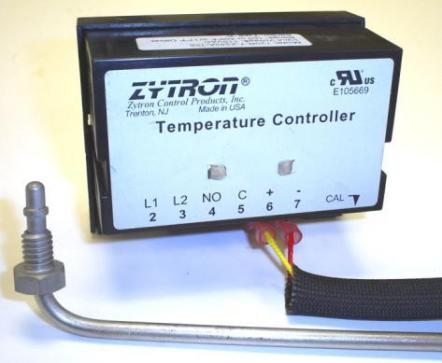 ZYTRON®
Zytron Control Products, Inc.
Trenton, NJ Made in USA
c RU US
E105669
Temperature Controller
L1 L2 NO C + - CAL
2 3 4 5 6 7